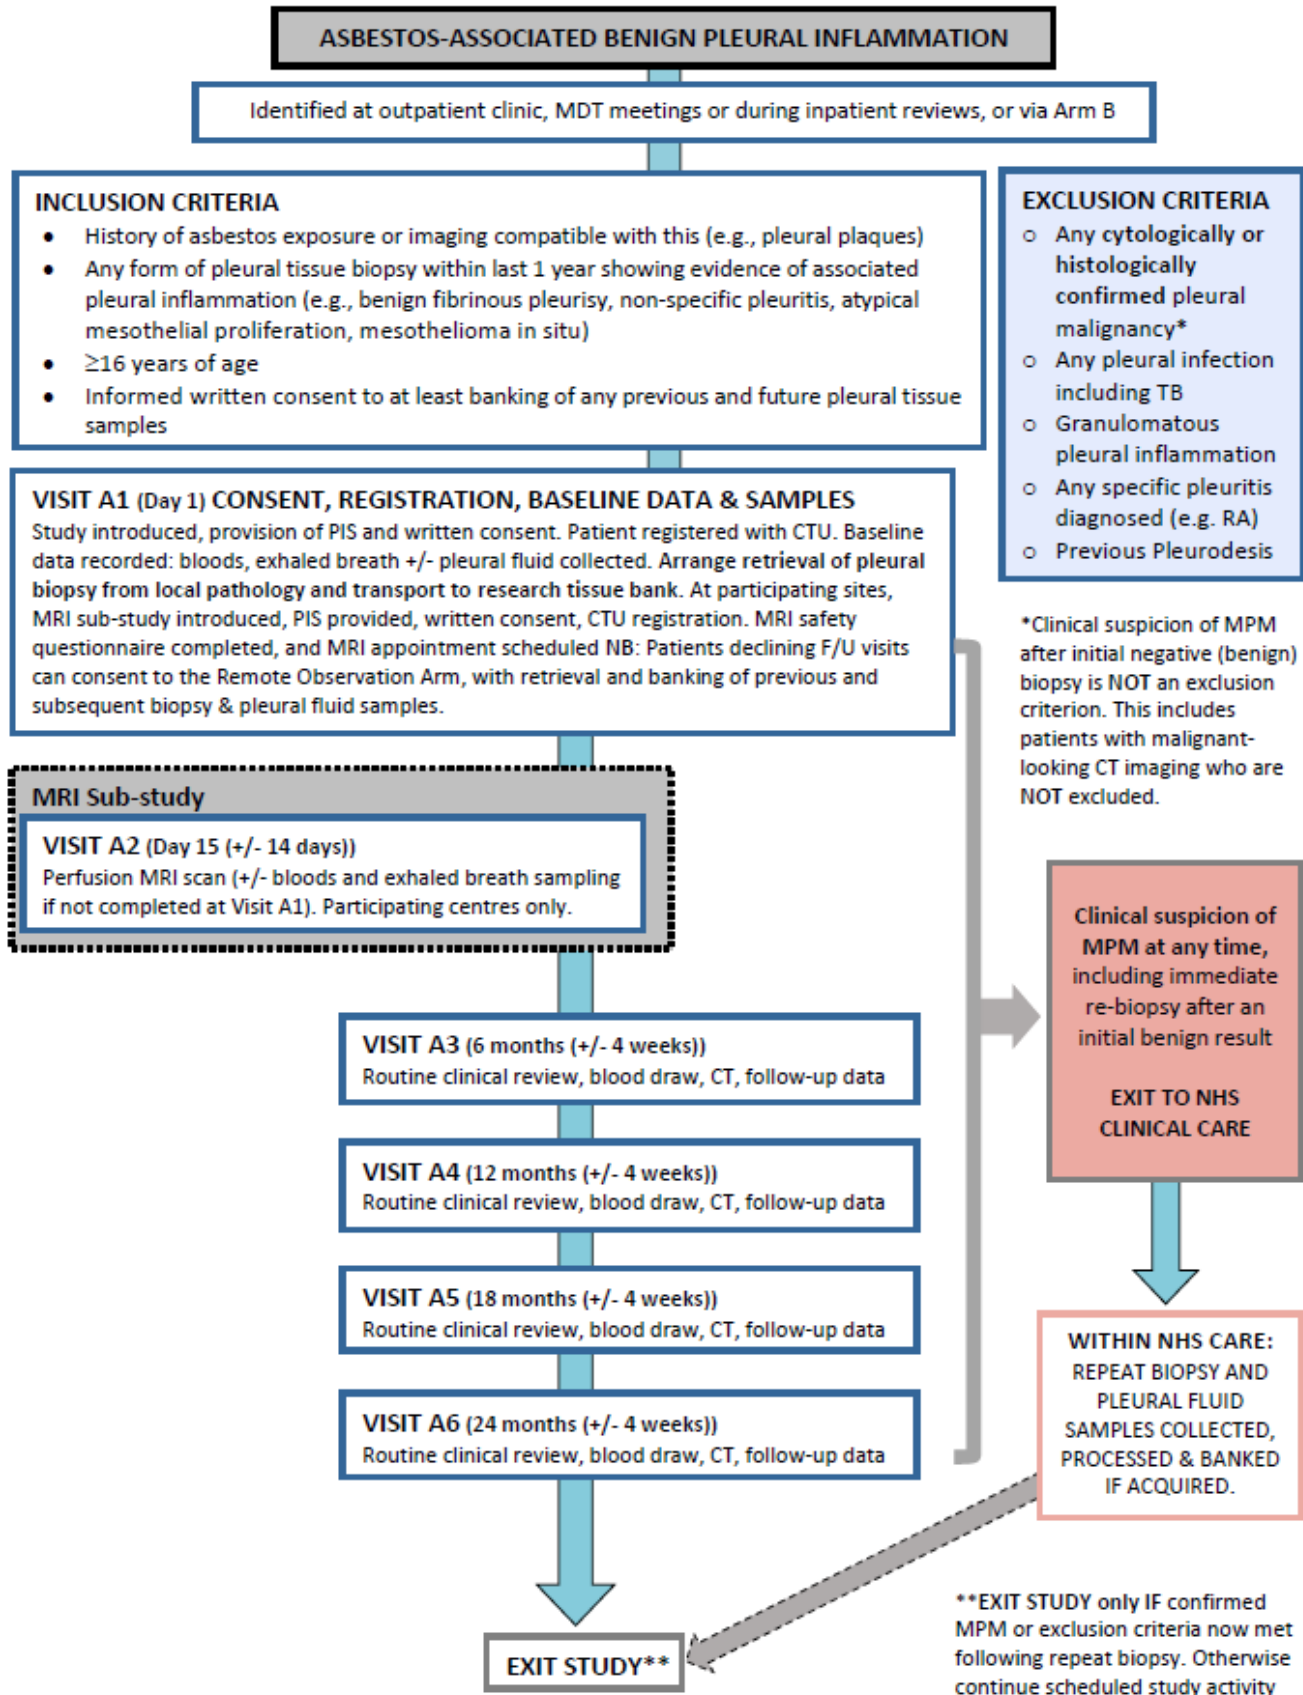 ASBESTOS-ASSOCIATED BENIGN PLEURAL INFLAMMATION
Identified at outpatient clinic, MDT meetings or during inpatient reviews, or via Arm B
INCLUSION CRITERIA
• History of asbestos exposure or imaging compatible with this (e.g., pleural plaques)
• Any form of pleural tissue biopsy within last 1 year showing evidence of associated
pleural inflammation (e.g., benign fibrinous pleurisy, non-specific pleuritis, atypical
mesothelial proliferation, mesothelioma in situ)
• ≥16 years of age
• Informed written consent to at least banking of any previous and future pleural tissue
samples
EXCLUSION CRITERIA
○ Any cytologically or
histologically
confirmed pleural
malignancy*
○ Any pleural infection
including TB
○ Granulomatous
pleural inflammation
○ Any specific pleuritis
diagnosed (e.g. RA)
○ Previous Pleurodesis
*Clinical suspicion of MPM
after initial negative (benign)
biopsy is NOT an exclusion
criterion. This includes
patients with malignant-
looking CT imaging who are
NOT excluded.
VISIT A1 (Day 1) CONSENT, REGISTRATION, BASELINE DATA & SAMPLES
Study introduced, provision of PIS and written consent. Patient registered with CTU. Baseline
data recorded: bloods, exhaled breath +/- pleural fluid collected. Arrange retrieval of pleural
biopsy from local pathology and transport to research tissue bank. At participating sites,
MRI sub-study introduced, PIS provided, written consent, CTU registration. MRI safety
questionnaire completed, and MRI appointment scheduled NB: Patients declining F/U visits
can consent to the Remote Observation Arm, with retrieval and banking of previous and
subsequent biopsy & pleural fluid samples.
MRI Sub-study
VISIT A2 (Day 15 (+/- 14 days))
Perfusion MRI scan (+/- bloods and exhaled breath sampling
if not completed at Visit A1). Participating centres only.
VISIT A3 (6 months (+/- 4 weeks))
Routine clinical review, blood draw, CT, follow-up data
VISIT A4 (12 months (+/- 4 weeks))
Routine clinical review, blood draw, CT, follow-up data
VISIT A5 (18 months (+/- 4 weeks))
Routine clinical review, blood draw, CT, follow-up data
VISIT A6 (24 months (+/- 4 weeks))
Routine clinical review, blood draw, CT, follow-up data
Clinical suspicion of
MPM at any time,
including immediate
re-biopsy after an
initial benign result
EXIT TO NHS
CLINICAL CARE
WITHIN NHS CARE:
REPEAT BIOPSY AND
PLEURAL FLUID
SAMPLES COLLECTED,
PROCESSED & BANKED
IF ACQUIRED.
EXIT STUDY**
**EXIT STUDY only IF confirmed
MPM or exclusion criteria now met
following repeat biopsy. Otherwise
continue scheduled study activity